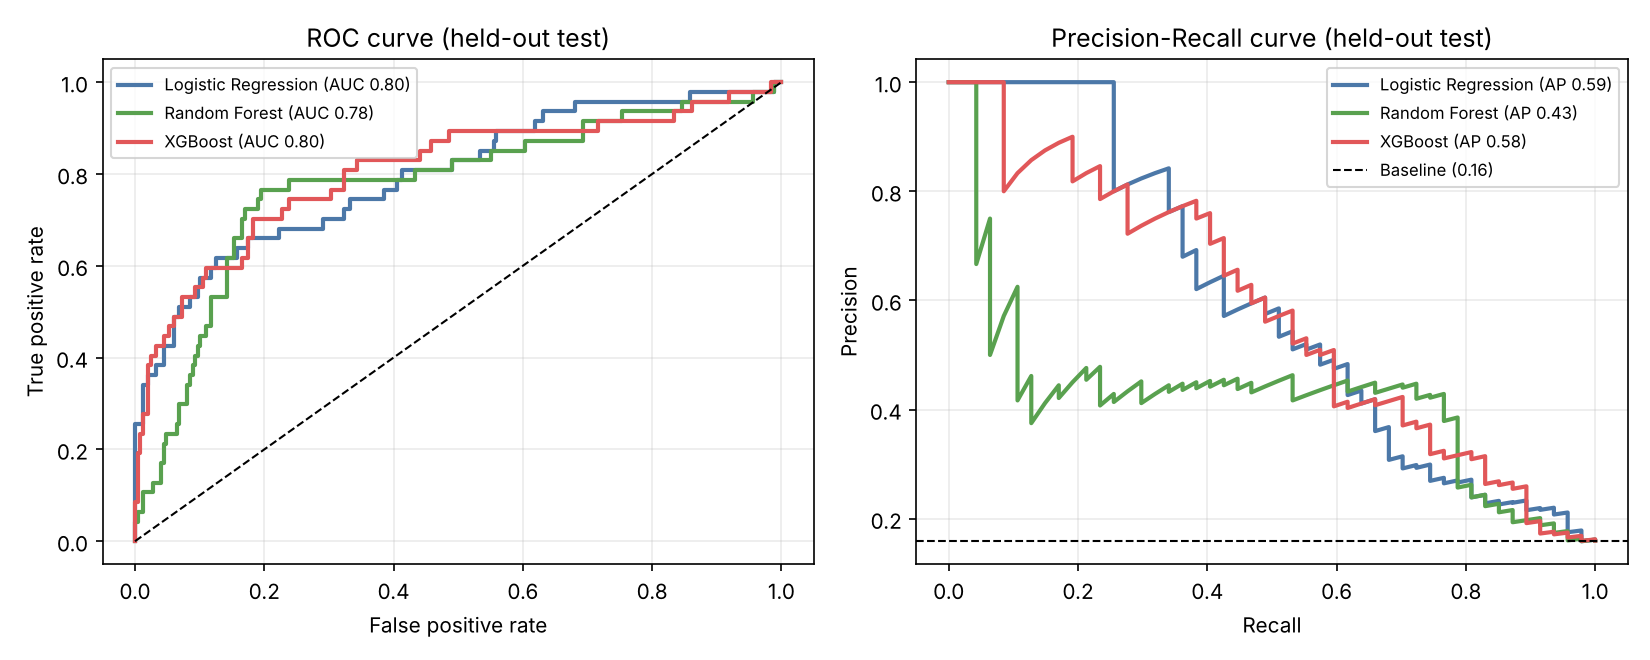 ROC curve (held-out test)
Logistic Regression (AUC 0.80)
Random Forest (AUC 0.78)
XGBoost (AUC 0.80)
True positive rate
1.0
0.8
0.6
0.4
0.2
0.0
0.0 0.2 0.4 0.6 0.8 1.0
False positive rate
Precision-Recall curve (held-out test)
Logistic Regression (AP 0.59)
Random Forest (AP 0.43)
XGBoost (AP 0.58)
Baseline (0.16)
Precision
1.0
0.8
0.6
0.4
0.2
0.0 0.2 0.4 0.6 0.8 1.0
Recall